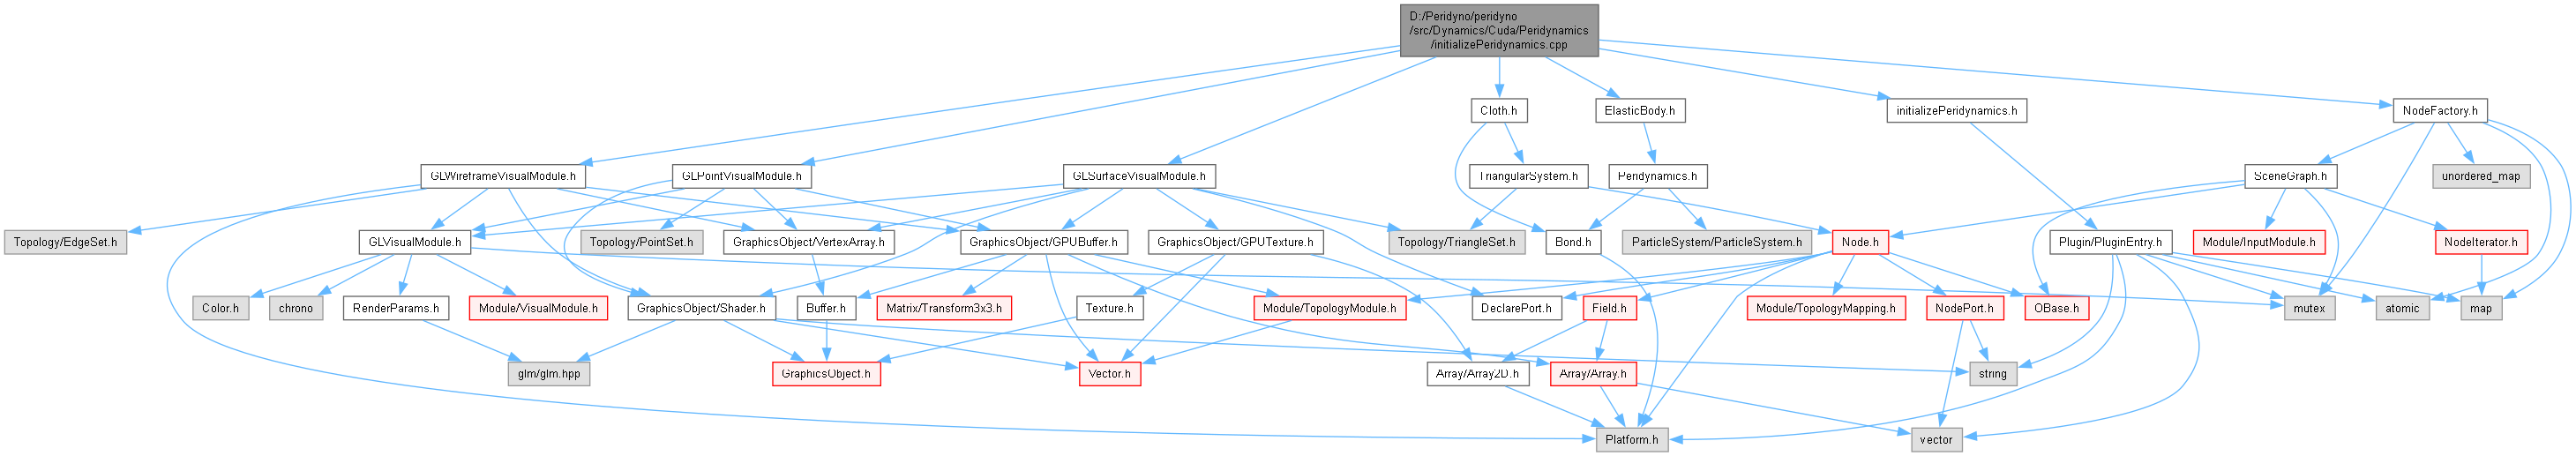 D:/Peridyno/peridyno
/src/Dynamics/Cuda/Peridynamics
/initializePeridynamics.cpp
Cloth.h
ElasticBody.h
initializePeridynamics.h
NodeFactory.h
GLWireframeVisualModule.h
GLPointVisualModule.h
GLSurfaceVisualModule.h
TriangularSystem.h
Peridynamics.h
SceneGraph.h
unordered_map
Topology/EdgeSet.h
GLVisualModule.h
Topology/PointSet.h
GraphicsObject/VertexArray.h
GraphicsObject/GPUBuffer.h
GraphicsObject/GPUTexture.h
Topology/TriangleSet.h
Bond.h
ParticleSystem/ParticleSystem.h
Node.h
Plugin/PluginEntry.h
Module/InputModule.h
NodeIterator.h
Color.h
chrono
RenderParams.h
Module/VisualModule.h
GraphicsObject/Shader.h
Buffer.h
Matrix/Transform3x3.h
Texture.h
Module/TopologyModule.h
DeclarePort.h
Field.h
Module/TopologyMapping.h
NodePort.h
OBase.h
mutex
atomic
map
glm/glm.hpp
GraphicsObject.h
Vector.h
Array/Array2D.h
Array/Array.h
string
Platform.h
vector